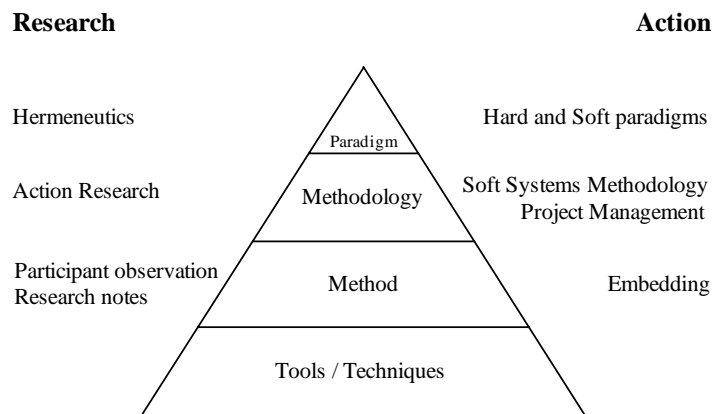 Research Action
Hermeneutics Hard and Soft paradigms
Paradigm
Action Research Soft Systems Methodology
Methodology Project Management
Participant observation
Research notes Method Embedding
Tools / Techniques